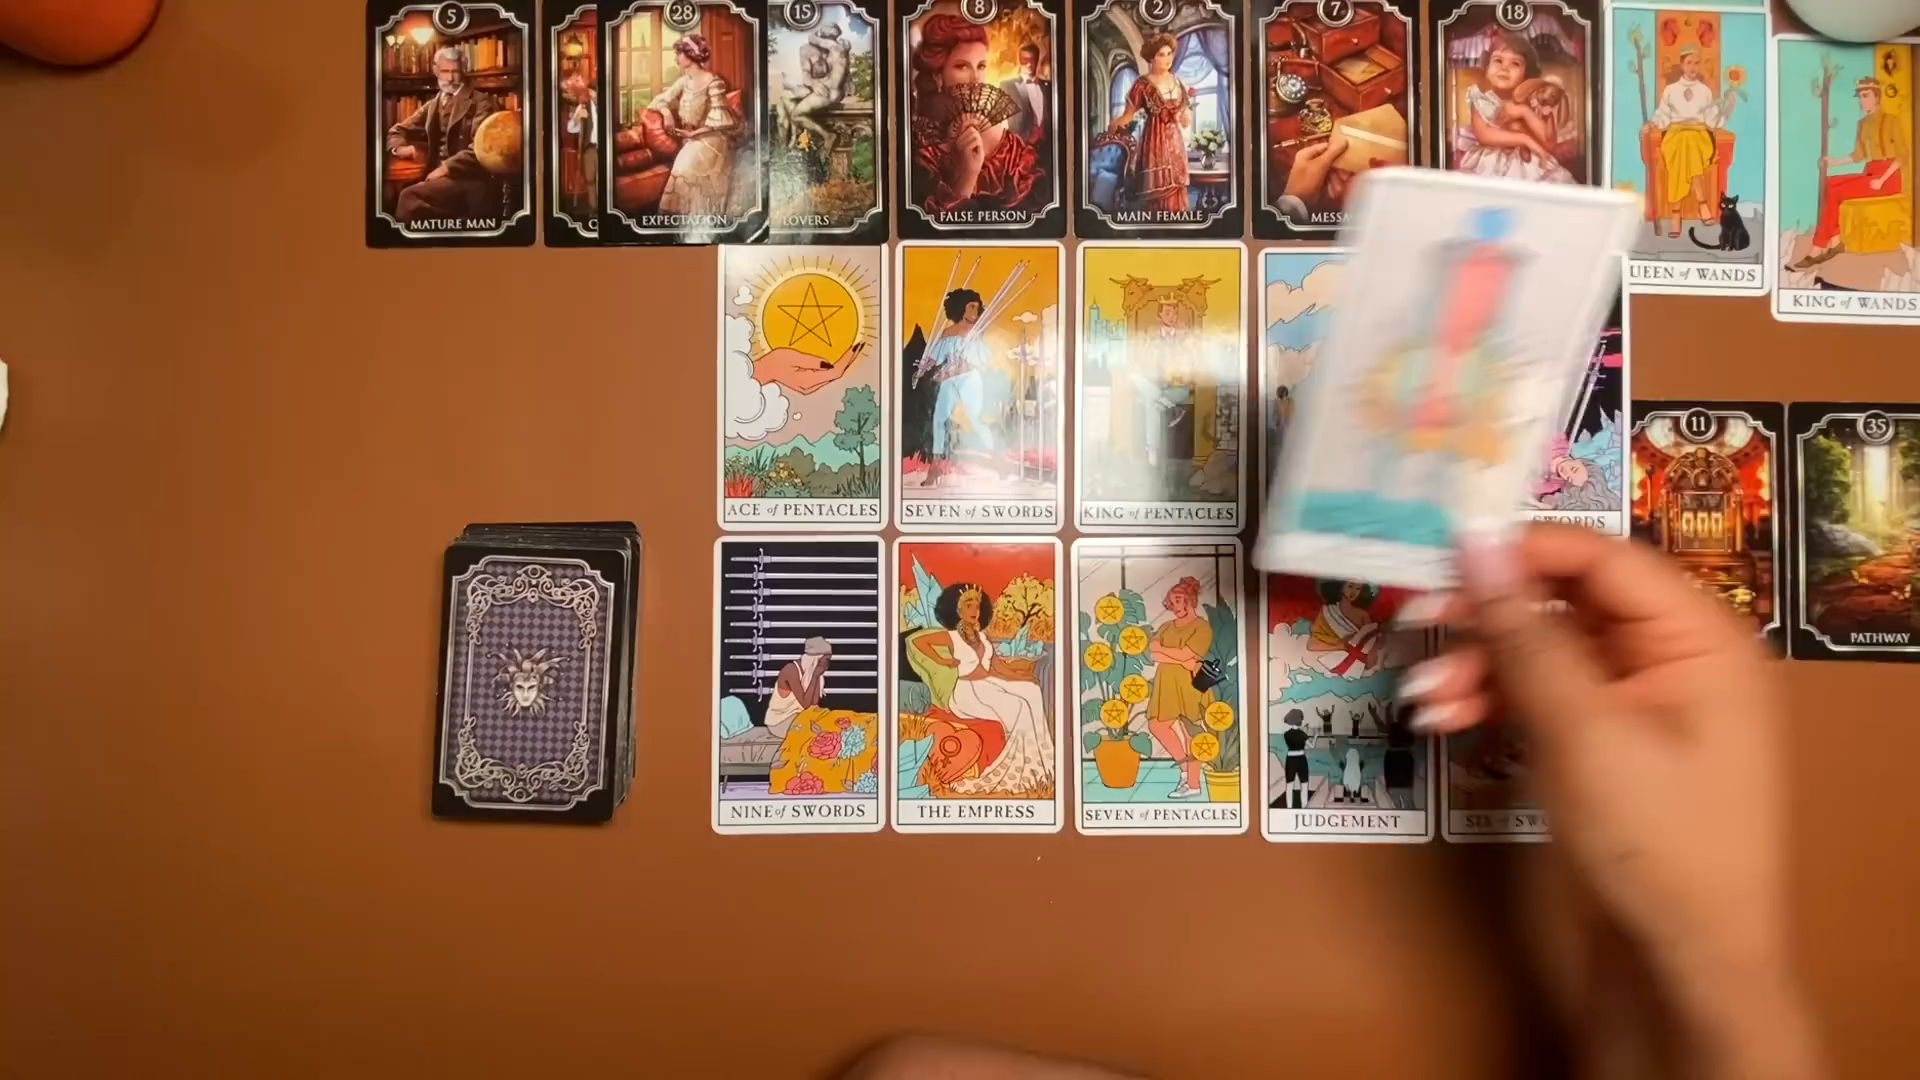 5
28
15
8
2
7
18
MATURE MAN
EXPECTATION
LOVERS
FALSE PERSON
MAIN FEMALE
QUEEN of WANDS
KING of WANDS
ACE of PENTACLES
SEVEN of SWORDS
KING of PENTACLES
SWORDS
11
35
PATHWAY
NINE of SWORDS
THE EMPRESS
SEVEN of PENTACLES
JUDGEMENT